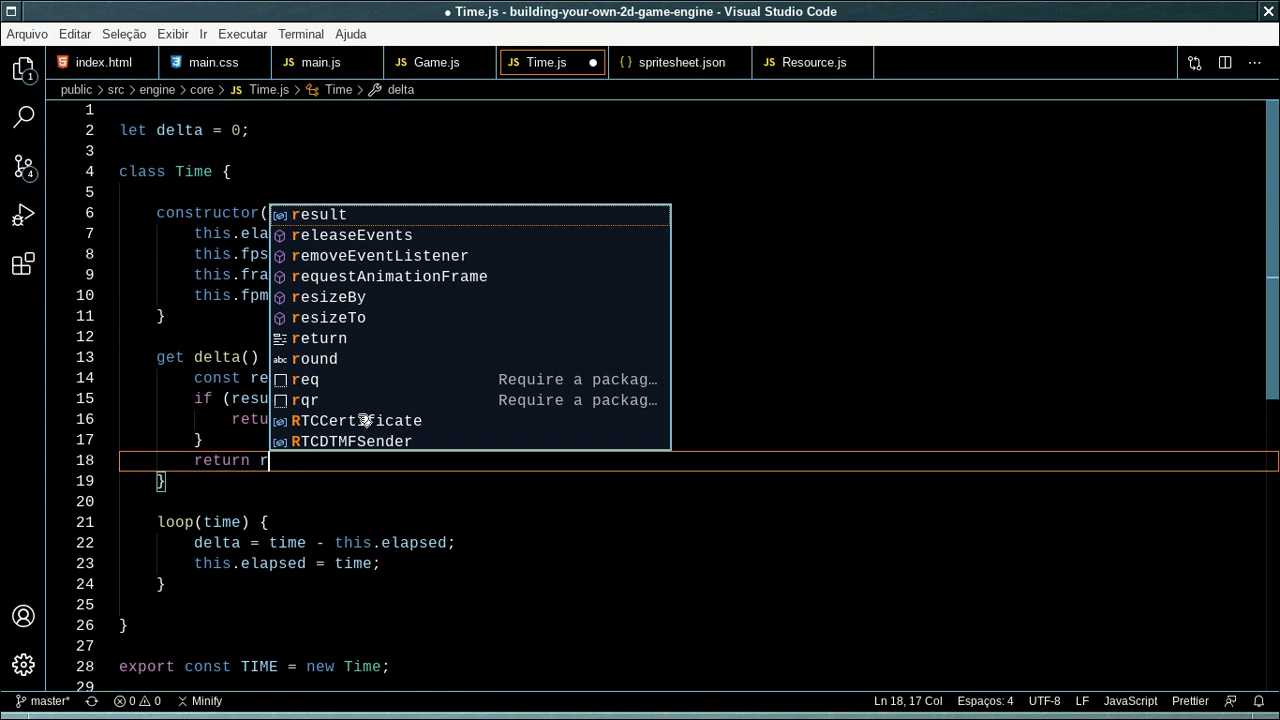 ● Time.js - building-your-own-2d-game-engine - Visual Studio Code
Arquivo Editar Seleção Exibir Ir Executar Terminal Ajuda
index.html main.css JS main.js JS Game.js JS Time.js ● { } spritesheet.json JS Resource.js ...
public > src > engine > core > JS Time.js > Time > delta
1
2 let delta = 0;
3
4 class Time {
5
6 constructor(
7 this.ela
8 this.fps
9 this.fra
10 this.fpm
11 }
12
13 get delta()
14 const re
15 if (resu
16 retu
17 }
18 return r
19 }
20
21 loop(time) {
22 delta = time - this.elapsed;
23 this.elapsed = time;
24 }
25
26 }
27
28 export const TIME = new Time;
29
result
releaseEvents
removeEventListener
requestAnimationFrame
resizeBy
resizeTo
return
abc round
req Require a packag…
rqr Require a packag…
RTCCertificate
RTCDTMFSender
1
4
master* 0 0 Minify Ln 18, 17 Col Espaços: 4 UTF-8 LF JavaScript Prettier